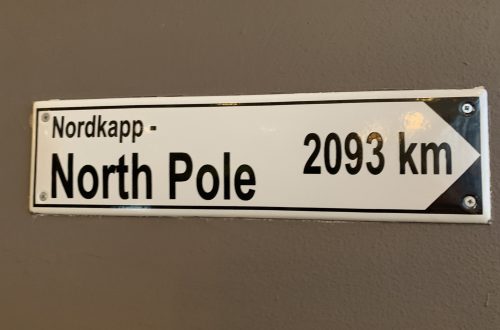 Nordkapp -
North Pole 2093 km